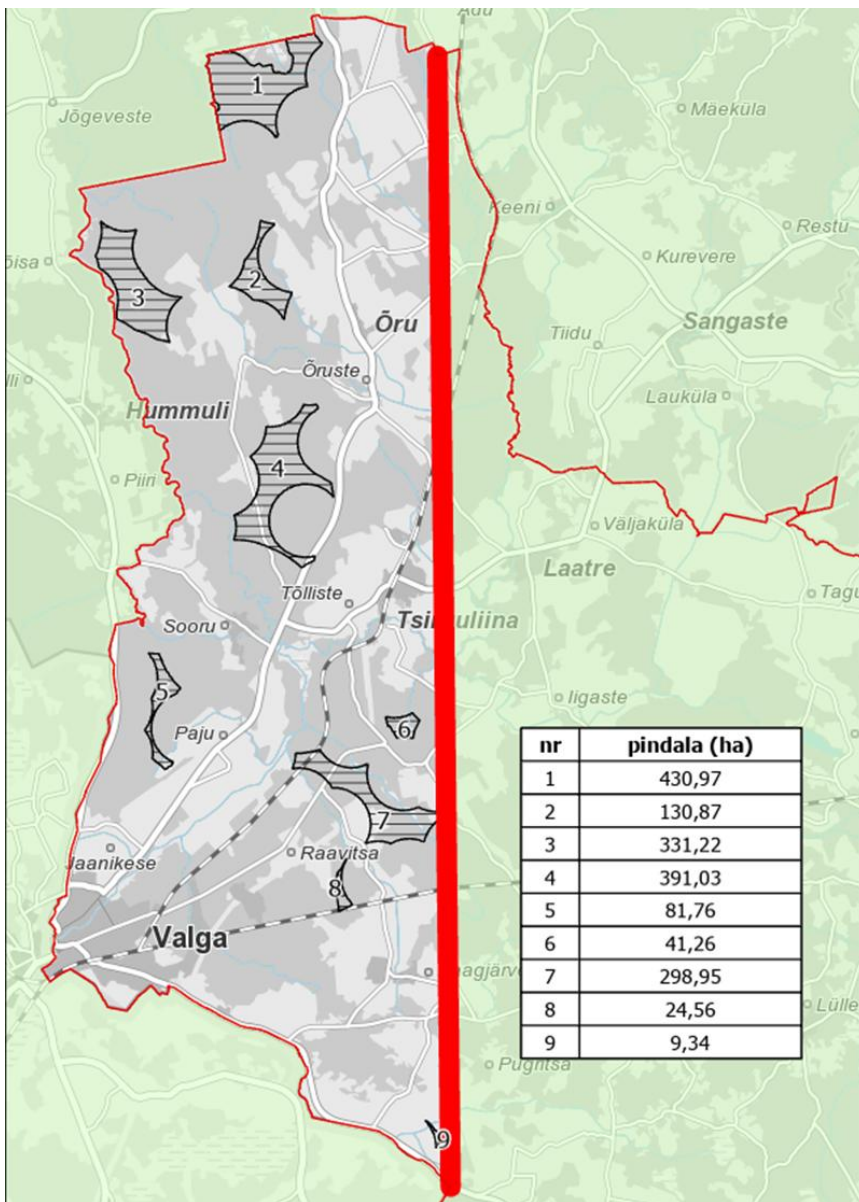 Adu
Mäeküla
Jõgeveste
1
Keeni
Restu
Kurevere
2
3
Õru
Sangaste
Tiidu
Õruste
Lauküla
Hummuli
4
Piiri
Väljaküla
Laatre
Tõlliste
Tagu
Sooru
Iigaste
5
Paju
6
nr pindala (ha)
1 430,97
2 130,87
3 331,22
4 391,03
5 81,76
6 41,26
7 298,95
8 24,56
9 9,34
7
Raavitsa
Jaanikese
8
Valga
Lülle
Pugritsa
9